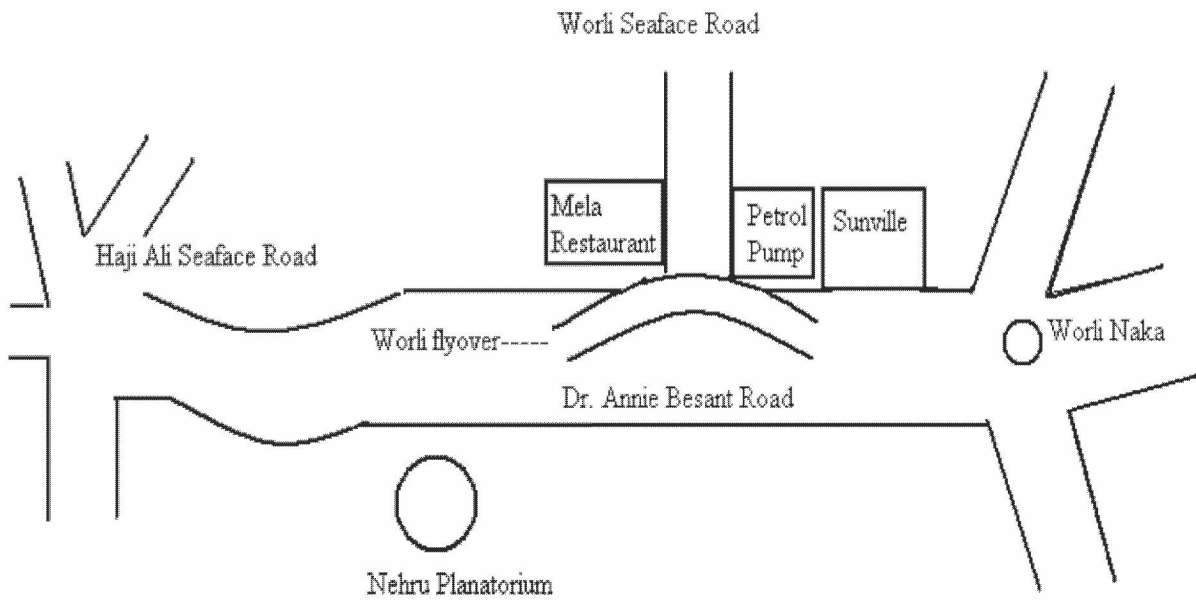 Worli Seaface Road
Mela
Restaurant
Petrol
Pump
Sunville
Haji Ali Seaface Road
Worli flyover-----
Worli Naka
Dr. Annie Besant Road
Nehru Planatorium